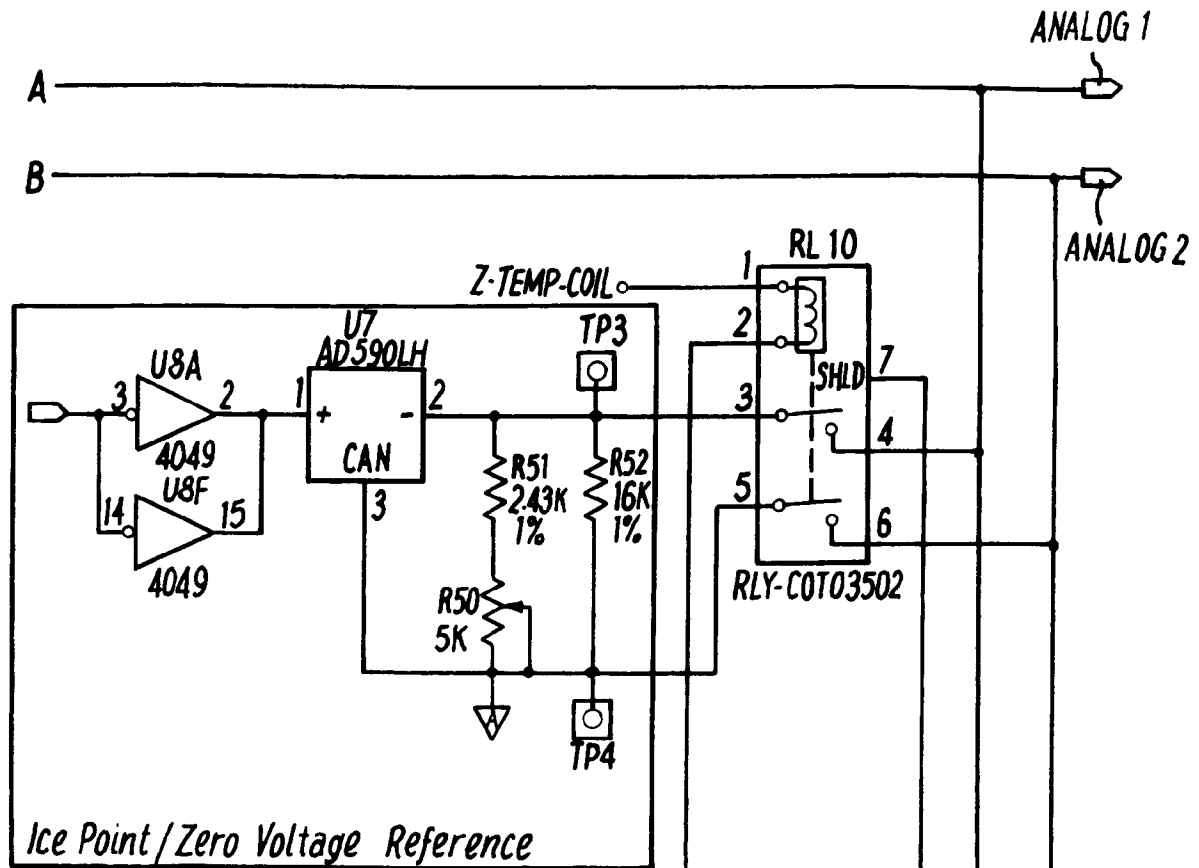 ANALOG 1
A
B
ANALOG 2
RL 10
Z-TEMP-COIL
1
2
SHLD
7
3
4
5
6
RLY-COTO3502
U7
AD590LH
TP3
U8A
3
2
4049
1
+
-
2
CAN
3
U8F
14
15
4049
R51
2.43K
1%
R52
16K
1%
R50
5K
A
TP4
Ice Point/Zero Voltage Reference